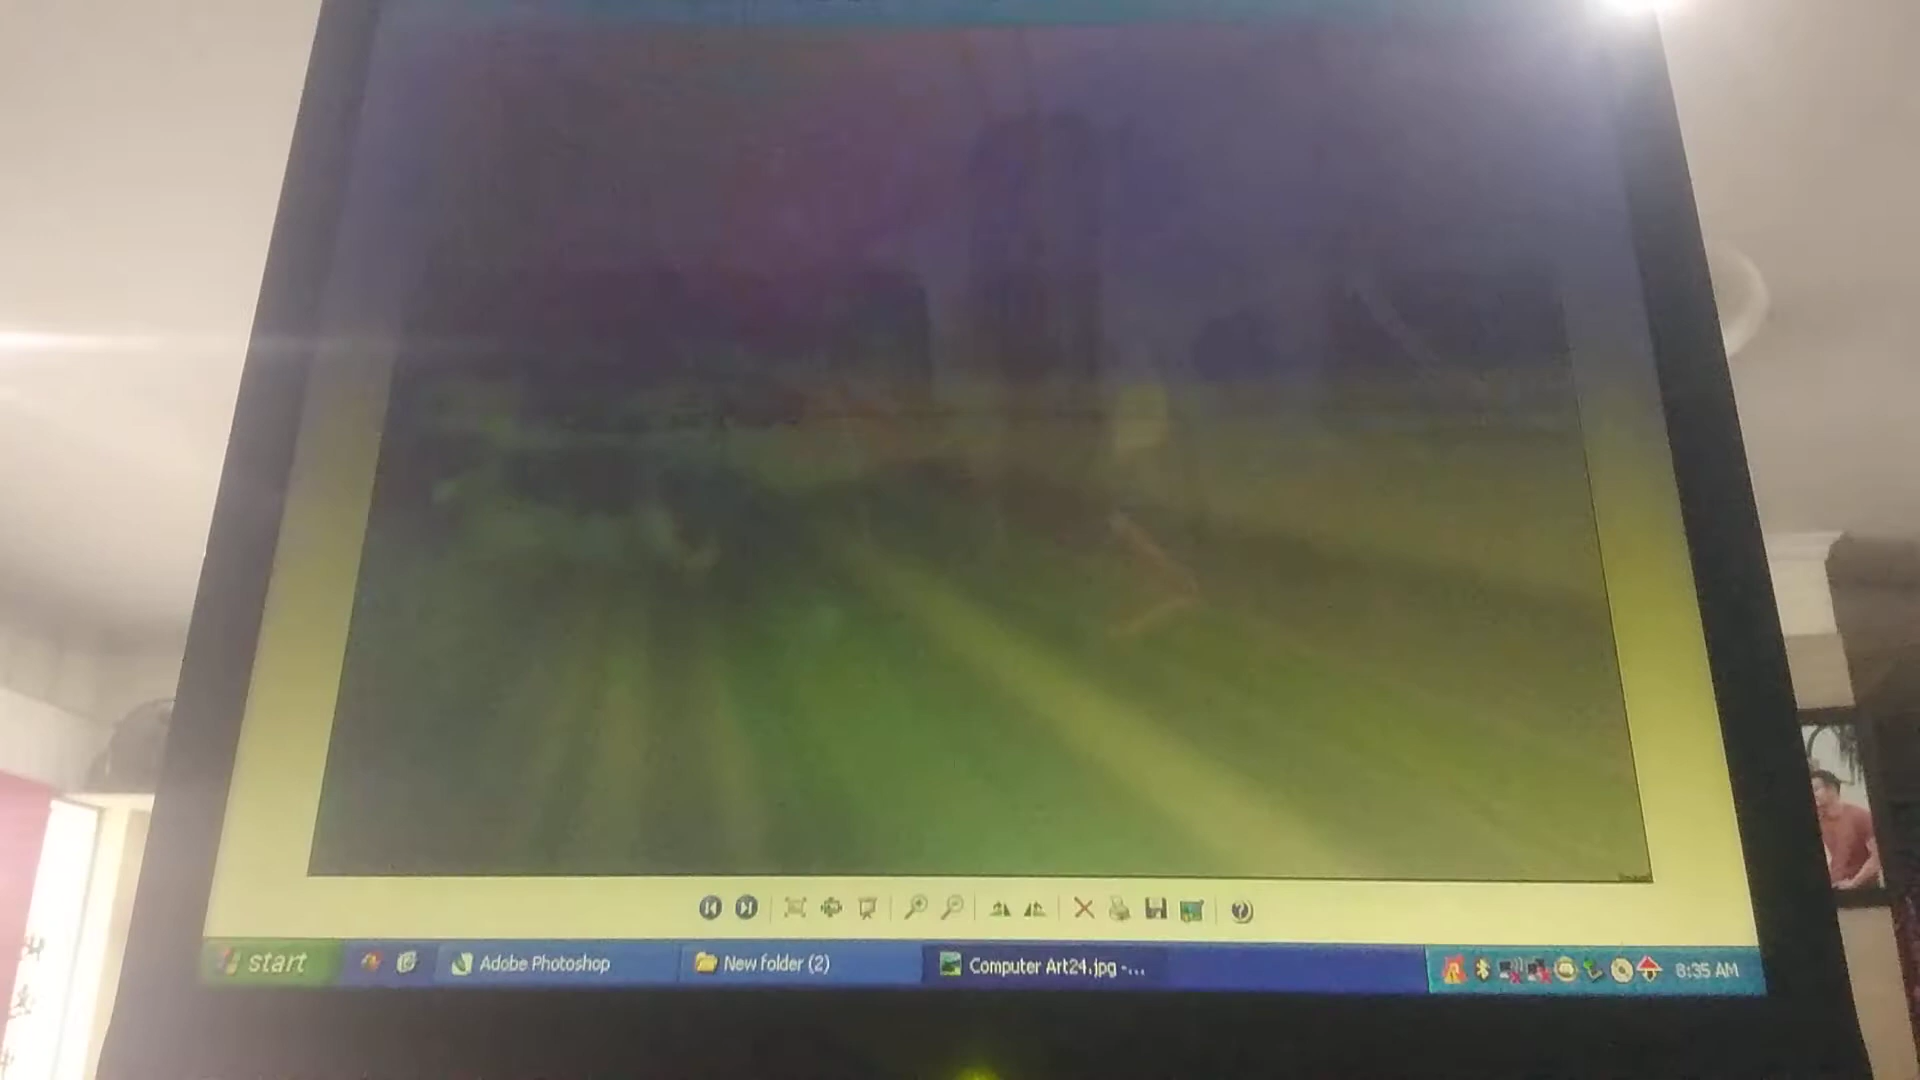 start
Adobe Photoshop
New folder (2)
Computer Art24.jpg -...
8:35 AM